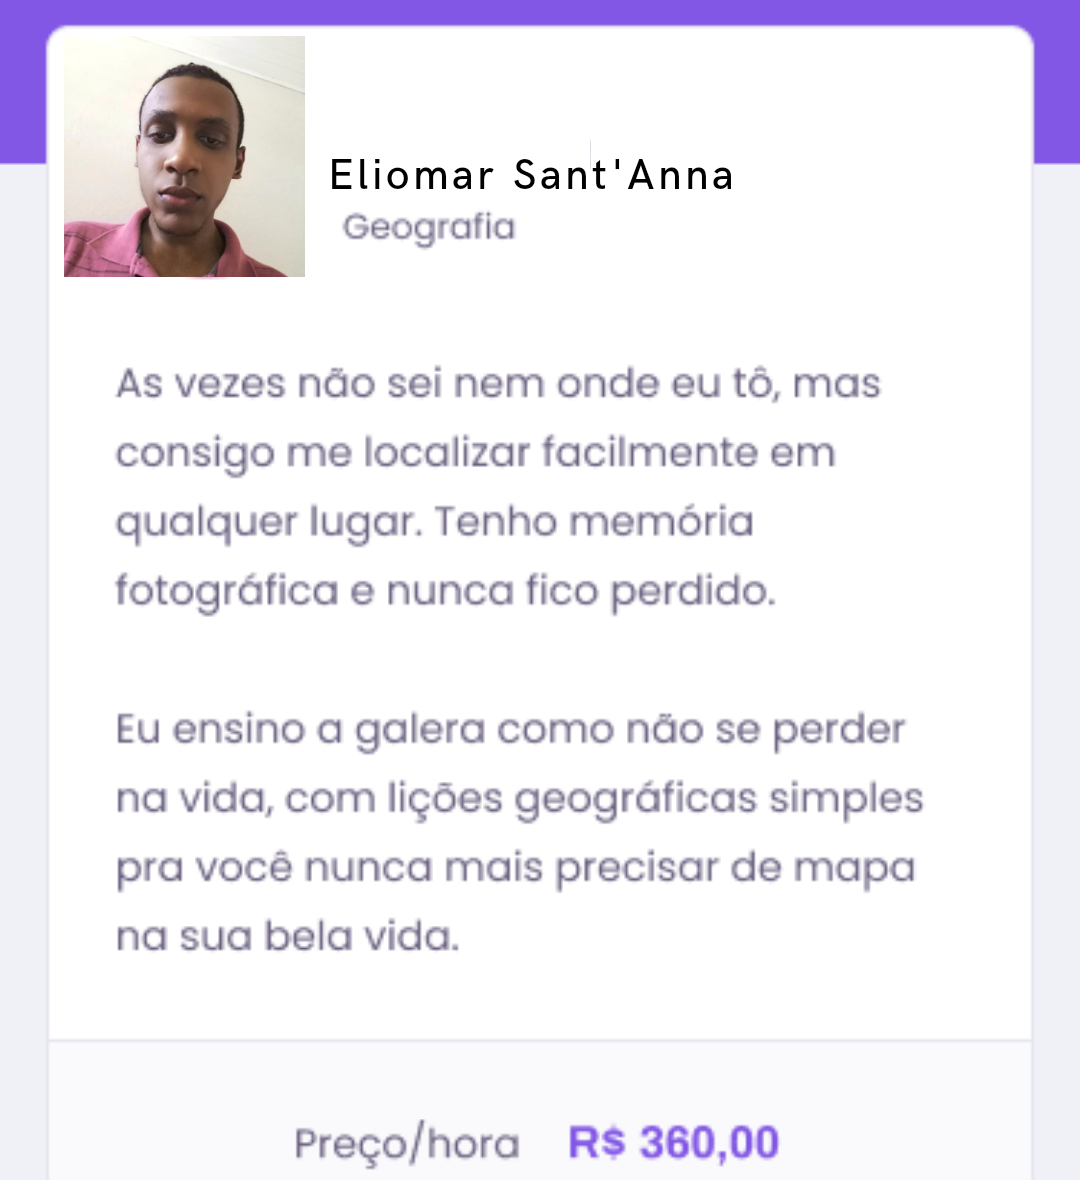 Eliomar Sant'Anna
Geografia
As vezes não sei nem onde eu tô, mas
consigo me localizar facilmente em
qualquer lugar. Tenho memória
fotográfica e nunca fico perdido.
Eu ensino a galera como não se perder
na vida, com lições geográficas simples
pra você nunca mais precisar de mapa
na sua bela vida.
Preço/hora R$ 360,00